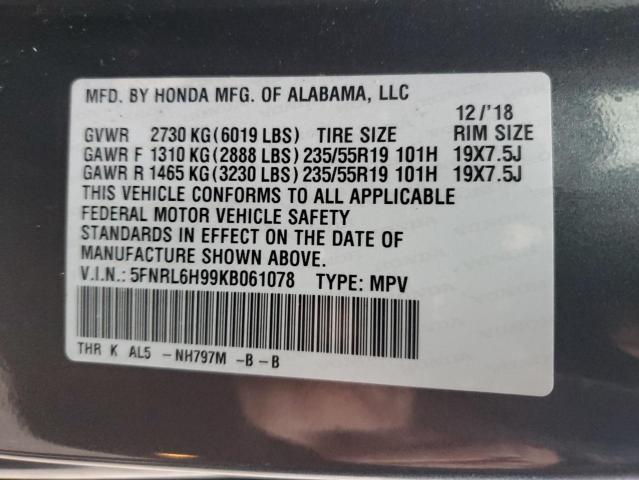 MFD. BY HONDA MFG. OF ALABAMA, LLC
12/'18
GVWR 2730 KG(6019 LBS) TIRE SIZE RIM SIZE
GAWR F 1310 KG(2888 LBS) 235/55R19 101H 19X7.5J
GAWR R 1465 KG(3230 LBS) 235/55R19 101H 19X7.5J
THIS VEHICLE CONFORMS TO ALL APPLICABLE
FEDERAL MOTOR VEHICLE SAFETY
STANDARDS IN EFFECT ON THE DATE OF
MANUFACTURE SHOWN ABOVE.
V.I.N.: 5FNRL6H99KB061078 TYPE: MPV
THR K AL5 -NH797M -B-B